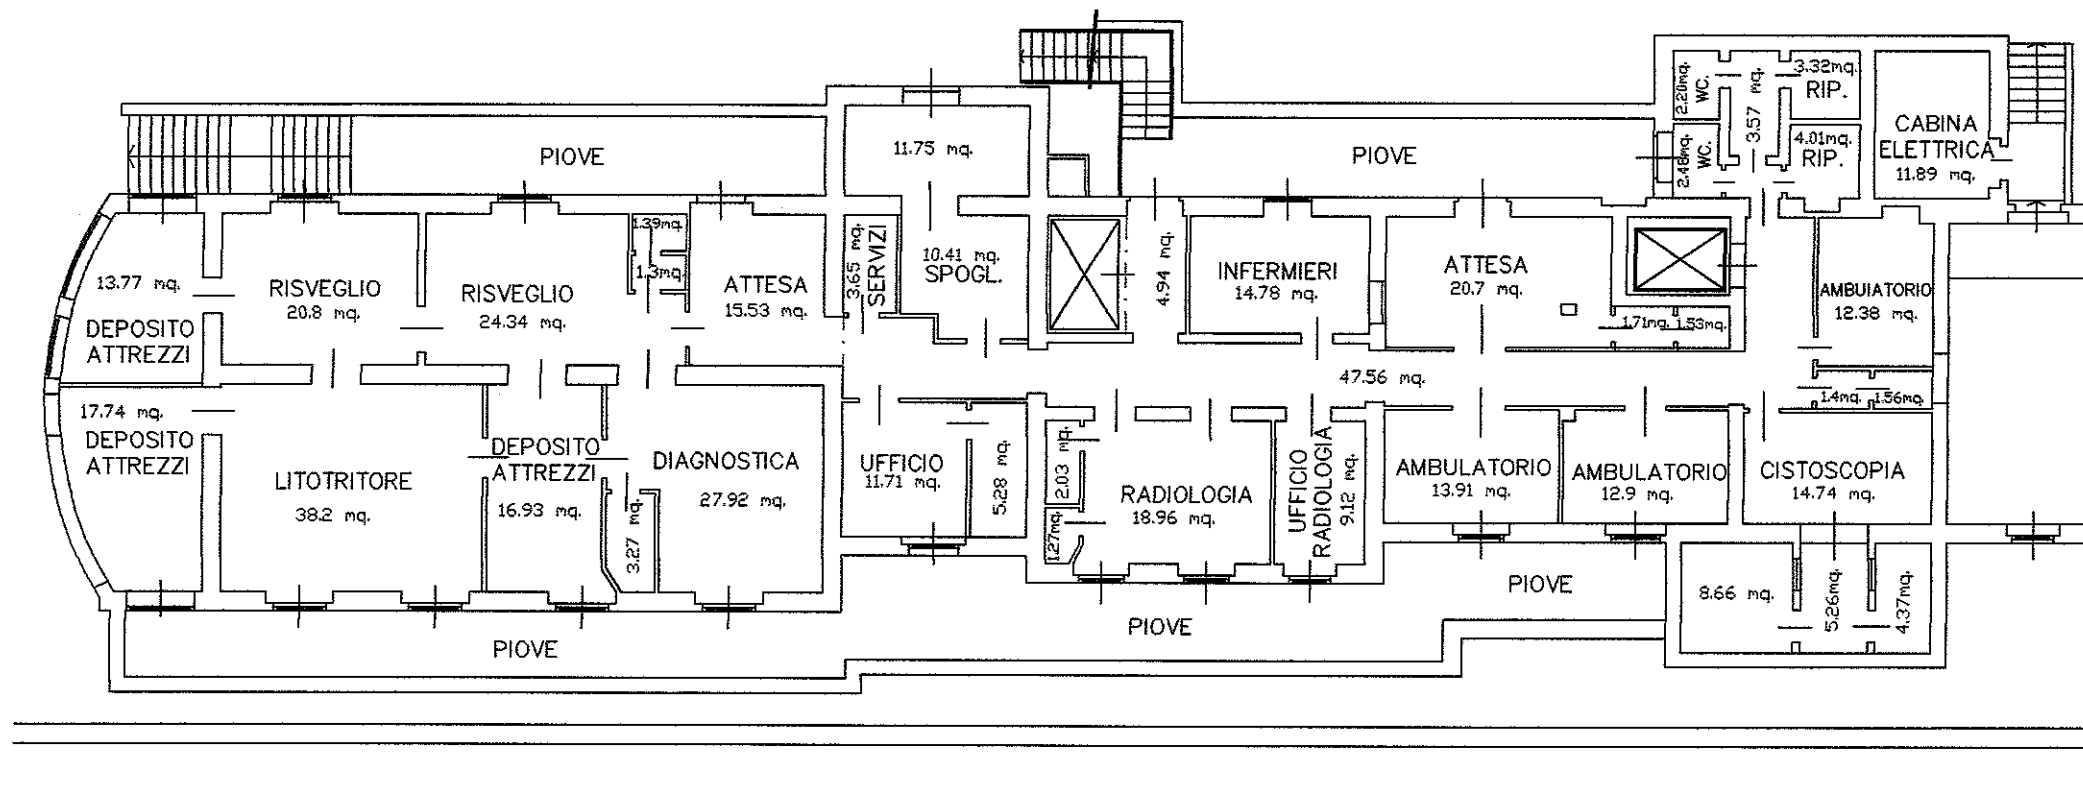 PIOVE
11.75 mq.
PIOVE
2.20mq.
WC.
3.57 mq.
3.32mq.
RIP.
2.48mq.
WC.
4.01mq.
RIP.
CABINA
ELETTRICA
11.89 mq.
13.77 mq.
DEPOSITO
ATTREZZI
RISVEGLIO
20.8 mq.
RISVEGLIO
24.34 mq.
1.39mq.
1.3mq.
ATTESA
15.53 mq.
3.65 mq.
SERVIZI
10.41 mq.
SPOGL.
4.94 mq.
INFERMIERI
14.78 mq.
ATTESA
20.7 mq.
1.71mq.
1.53mq.
AMBUIATORIO
12.38 mq.
47.56 mq.
1.4mq.
1.56mq.
17.74 mq.
DEPOSITO
ATTREZZI
LITOTRITORE
38.2 mq.
DEPOSITO
ATTREZZI
16.93 mq.
3.27 mq.
DIAGNOSTICA
27.92 mq.
UFFICIO
11.71 mq.
5.28 mq.
2.03 mq.
1.27mq.
RADIOLOGIA
18.96 mq.
UFFICIO
RADIOLOGIA
9.12 mq.
AMBULATORIO
13.91 mq.
AMBULATORIO
12.9 mq.
CISTOSCOPIA
14.74 mq.
8.66 mq.
5.26mq.
4.37mq.
PIOVE
PIOVE
PIOVE